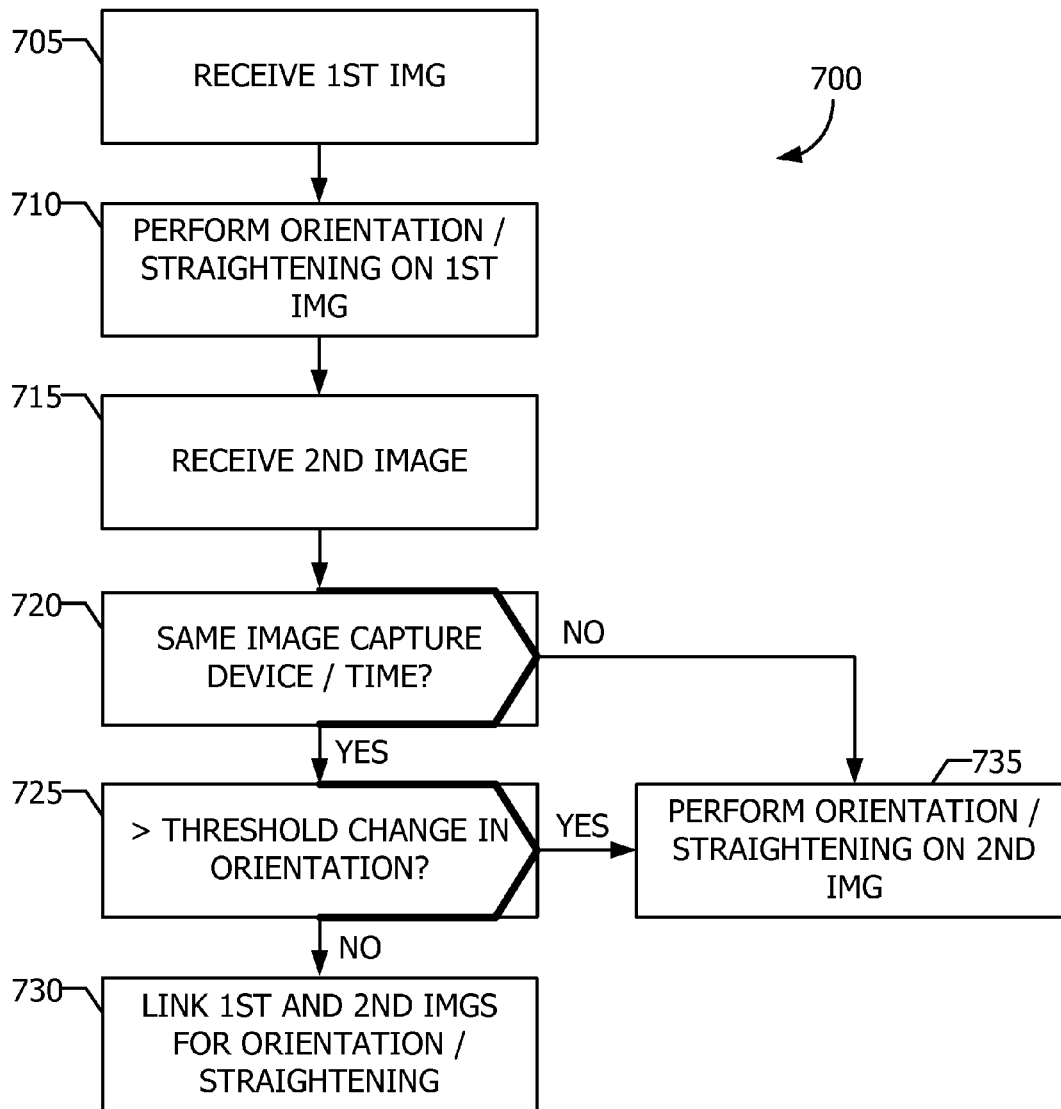 705
RECEIVE 1ST IMG
700
710
PERFORM ORIENTATION /
STRAIGHTENING ON 1ST
IMG
715
RECEIVE 2ND IMAGE
720
SAME IMAGE CAPTURE
DEVICE / TIME?
NO
YES
725
> THRESHOLD CHANGE IN
ORIENTATION?
YES
735
PERFORM ORIENTATION /
STRAIGHTENING ON 2ND
IMG
NO
730
LINK 1ST AND 2ND IMGS
FOR ORIENTATION /
STRAIGHTENING